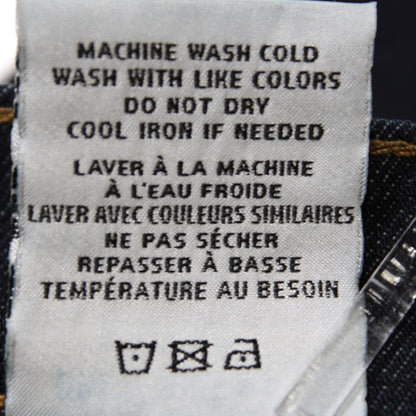 MACHINE WASH COLD
WASH WITH LIKE COLORS
DO NOT DRY
COOL IRON IF NEEDED
LAVER À LA MACHINE
À L'EAU FROIDE
LAVER AVEC COULEURS SIMILAIRES
NE PAS SÉCHER
REPASSER À BASSE
TEMPÉRATURE AU BESOIN